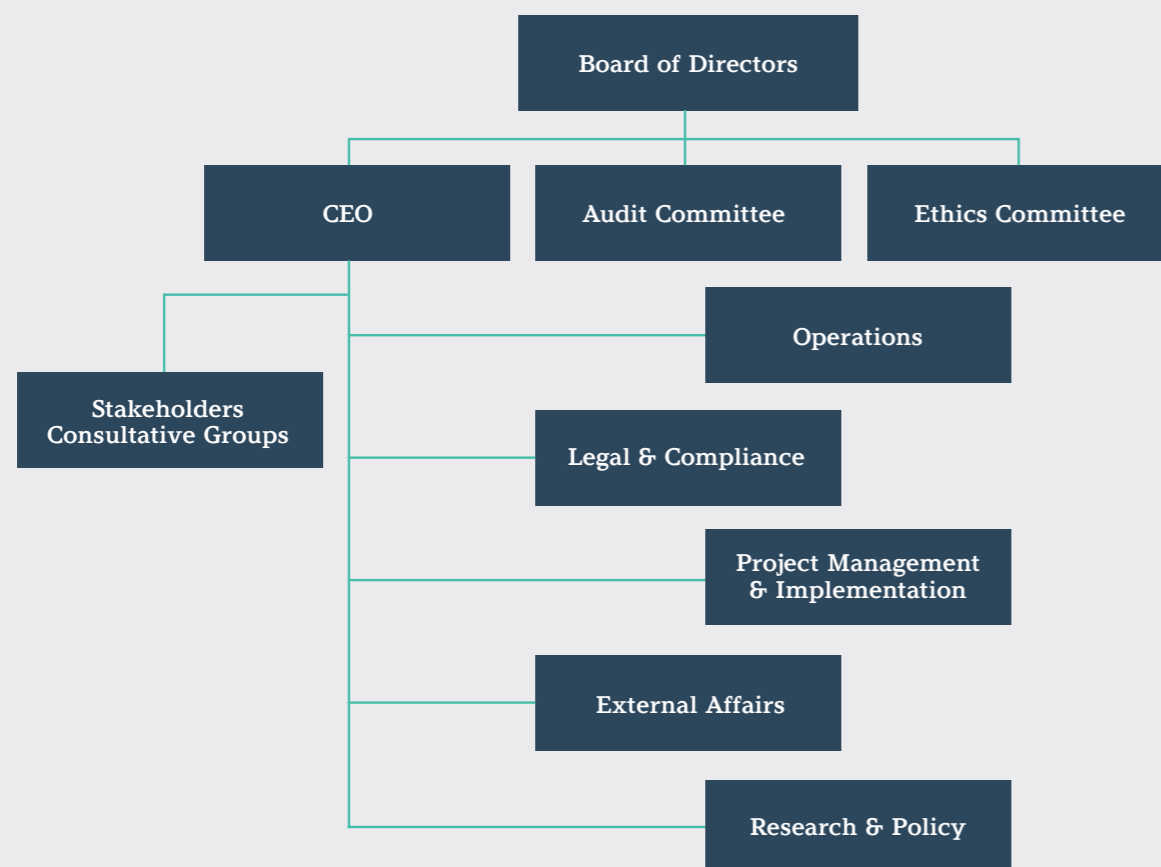 Board of Directors
CEO
Audit Committee
Ethics Committee
Operations
Stakeholders
Consultative Groups
Legal & Compliance
Project Management
& Implementation
External Affairs
Research & Policy